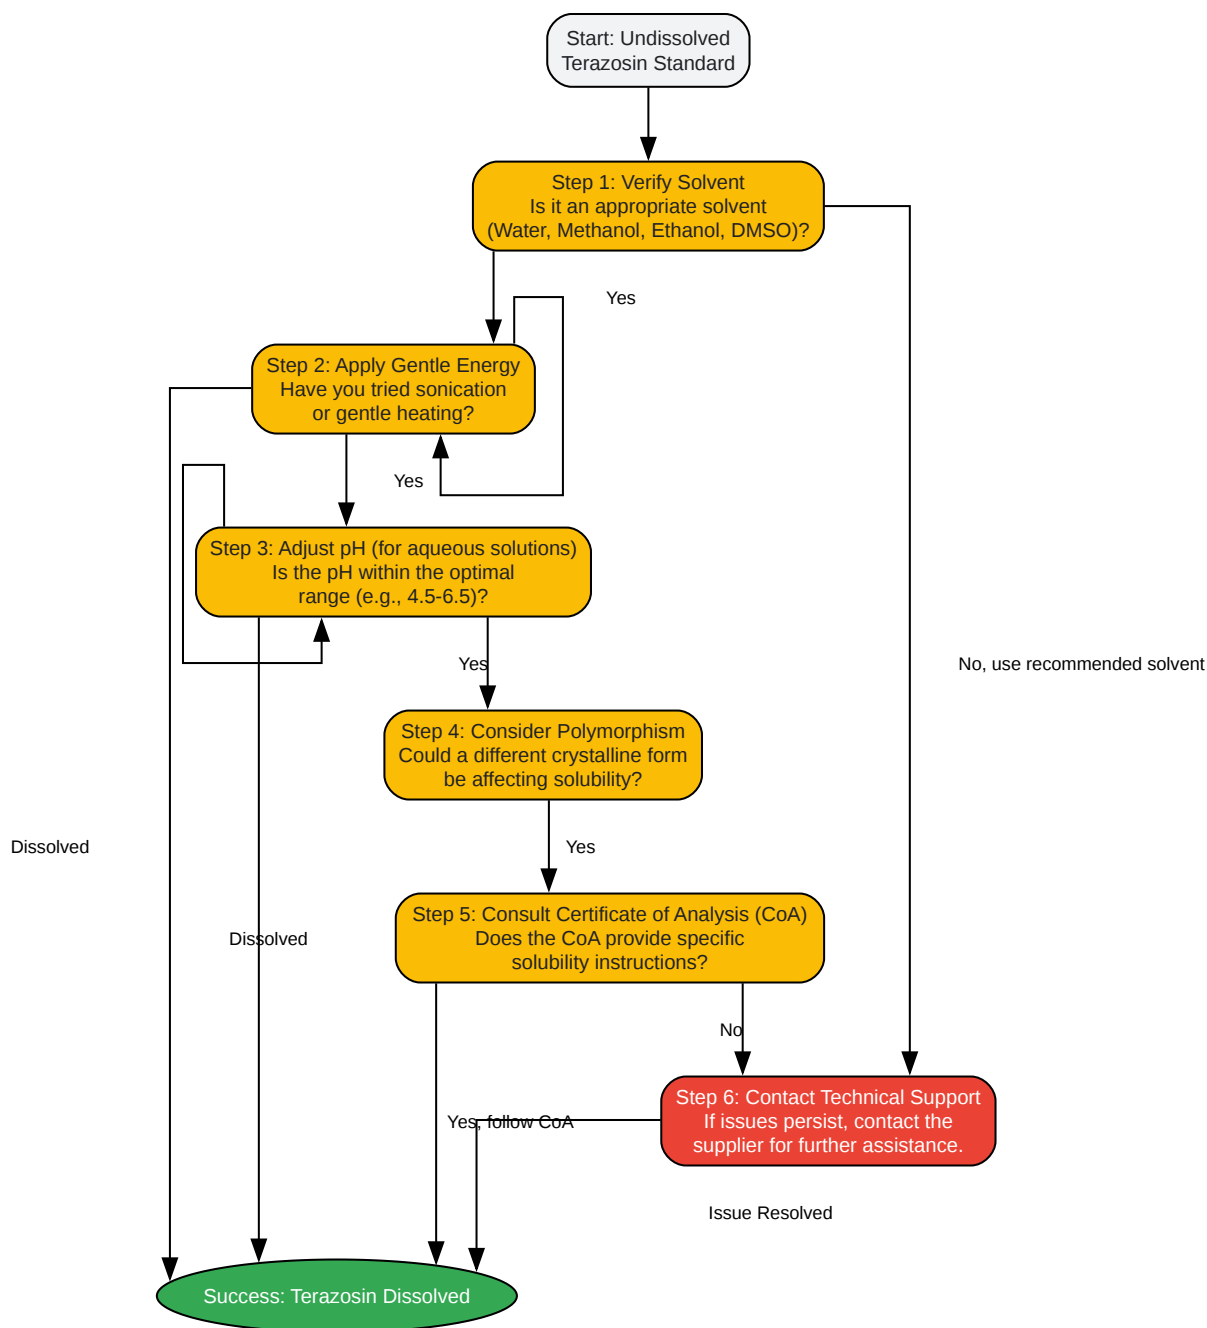 Start: Undissolved
Terazosin Standard
Step 1: Verify Solvent
Is it an appropriate solvent
(Water, Methanol, Ethanol, DMSO)?
Yes
Step 2: Apply Gentle Energy
Have you tried sonication
or gentle heating?
Yes
Step 3: Adjust pH (for aqueous solutions)
Is the pH within the optimal
range (e.g., 4.5-6.5)?
Yes
No, use recommended solvent
Step 4: Consider Polymorphism
Could a different crystalline form
be affecting solubility?
Dissolved
Yes
Step 5: Consult Certificate of Analysis (CoA)
Does the CoA provide specific
solubility instructions?
Dissolved
No
Step 6: Contact Technical Support
If issues persist, contact the
supplier for further assistance.
Yes, follow CoA
Issue Resolved
Success: Terazosin Dissolved